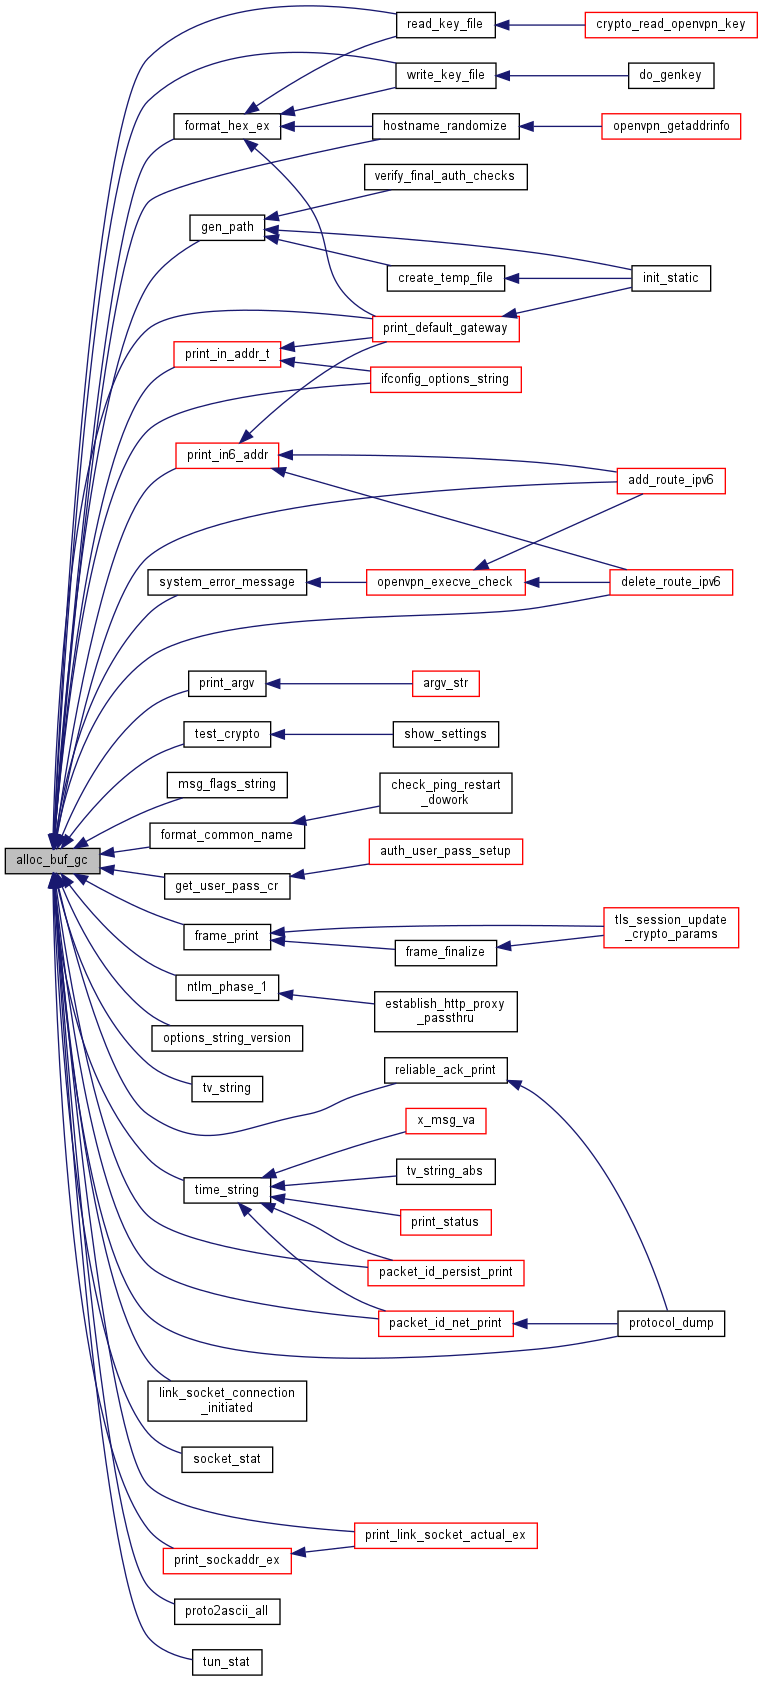 read_key_file
crypto_read_openvpn_key
write_key_file
do_genkey
format_hex_ex
hostname_randomize
openvpn_getaddrinfo
verify_final_auth_checks
gen_path
create_temp_file
init_static
print_default_gateway
print_in_addr_t
ifconfig_options_string
print_in6_addr
add_route_ipv6
system_error_message
openvpn_execve_check
delete_route_ipv6
print_argv
argv_str
test_crypto
show_settings
msg_flags_string
check_ping_restart
_dowork
format_common_name
alloc_buf_gc
auth_user_pass_setup
get_user_pass_cr
tls_session_update
_crypto_params
frame_print
frame_finalize
ntlm_phase_1
establish_http_proxy
_passthru
options_string_version
reliable_ack_print
tv_string
x_msg_va
tv_string_abs
time_string
print_status
packet_id_persist_print
packet_id_net_print
protocol_dump
link_socket_connection
_initiated
socket_stat
print_link_socket_actual_ex
print_sockaddr_ex
proto2ascii_all
tun_stat